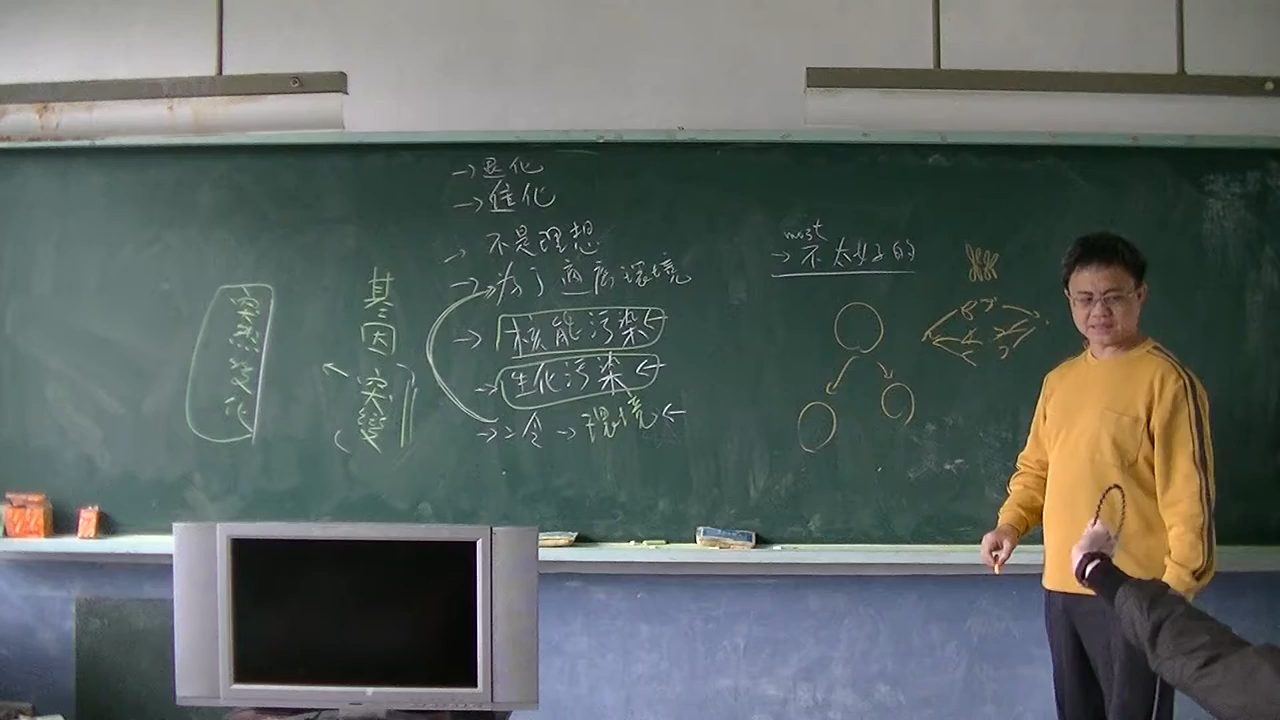 →退化
→進化
→不是理想
→為了適應環境
→核能污染←
→生化污染←
→令→環境←
基因突變
突然變化
most
→不太好的